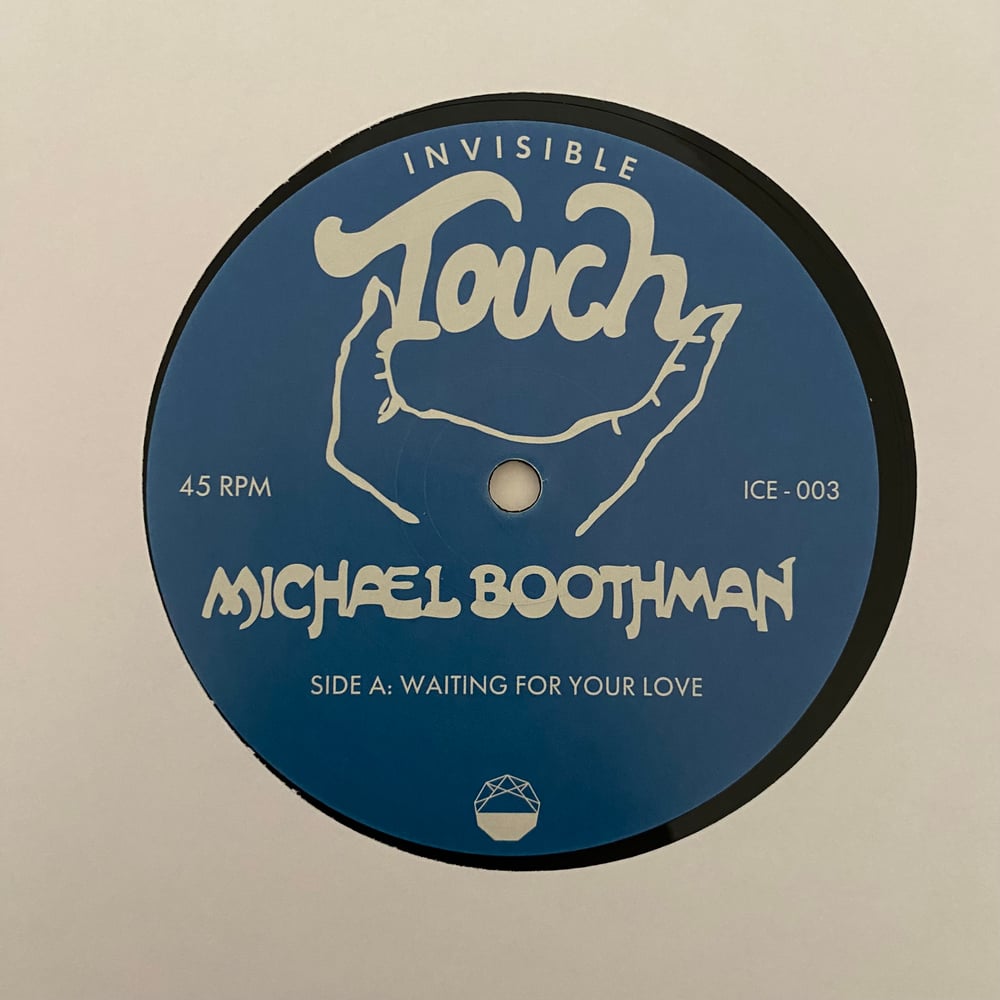 INVISIBLE
Touch
45 RPM
ICE - 003
MICHAEL BOOTHMAN
SIDE A: WAITING FOR YOUR LOVE